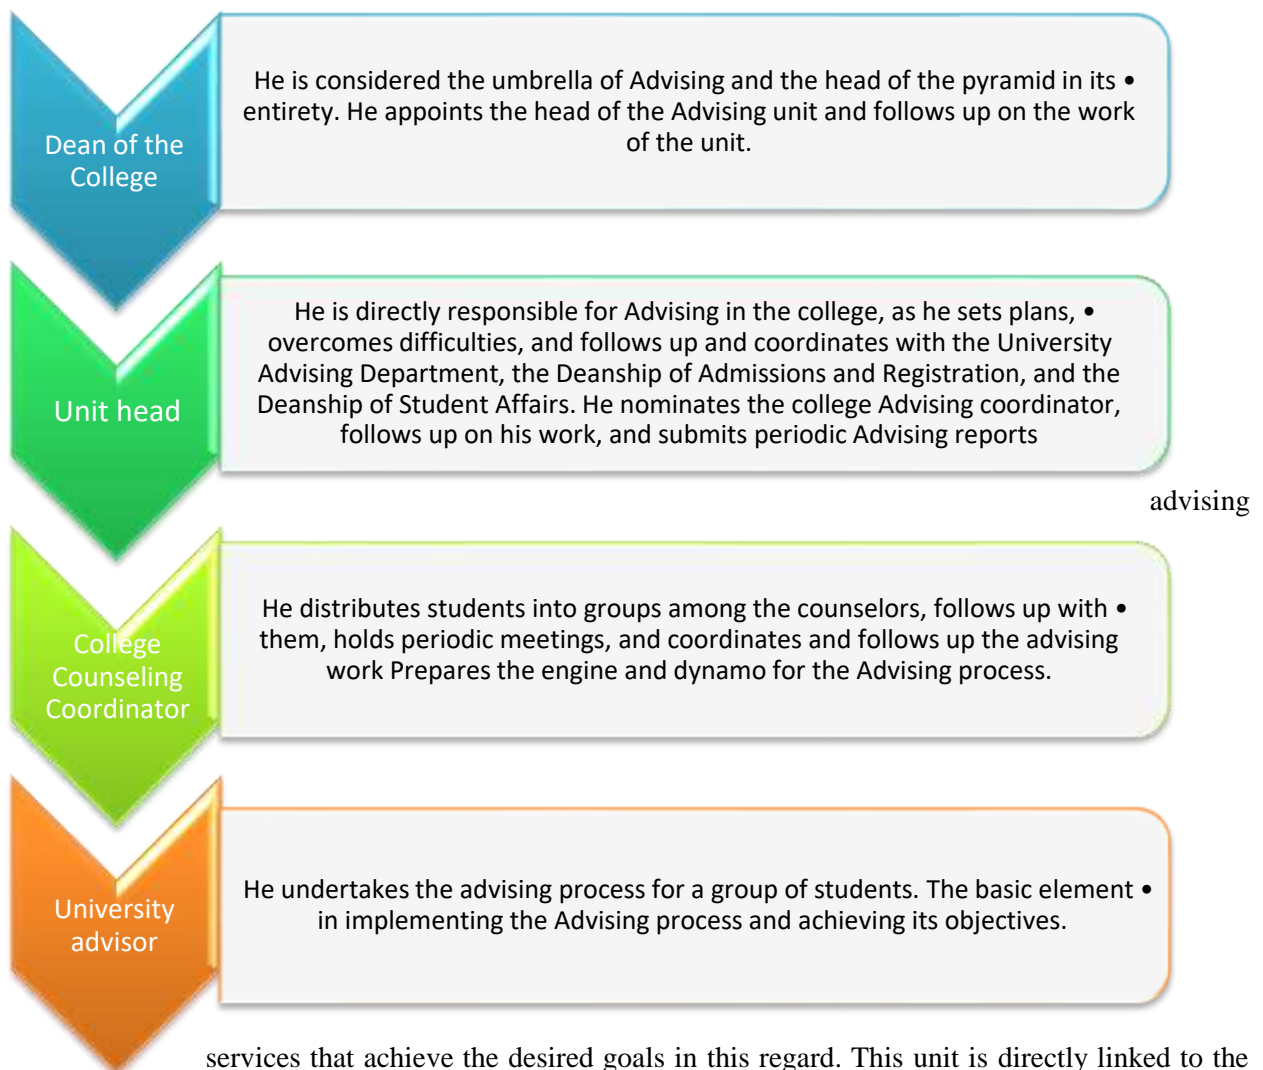 Dean of the
College
He is considered the umbrella of Advising and the head of the pyramid in its •
entirety. He appoints the head of the Advising unit and follows up on the work
of the unit.
Unit head
He is directly responsible for Advising in the college, as he sets plans, •
overcomes difficulties, and follows up and coordinates with the University
Advising Department, the Deanship of Admissions and Registration, and the
Deanship of Student Affairs. He nominates the college Advising coordinator,
follows up on his work, and submits periodic Advising reports
advising
College
Counseling
Coordinator
He distributes students into groups among the counselors, follows up with •
them, holds periodic meetings, and coordinates and follows up the advising
work Prepares the engine and dynamo for the Advising process.
University
advisor
He undertakes the advising process for a group of students. The basic element •
in implementing the Advising process and achieving its objectives.
services that achieve the desired goals in this regard. This unit is directly linked to the